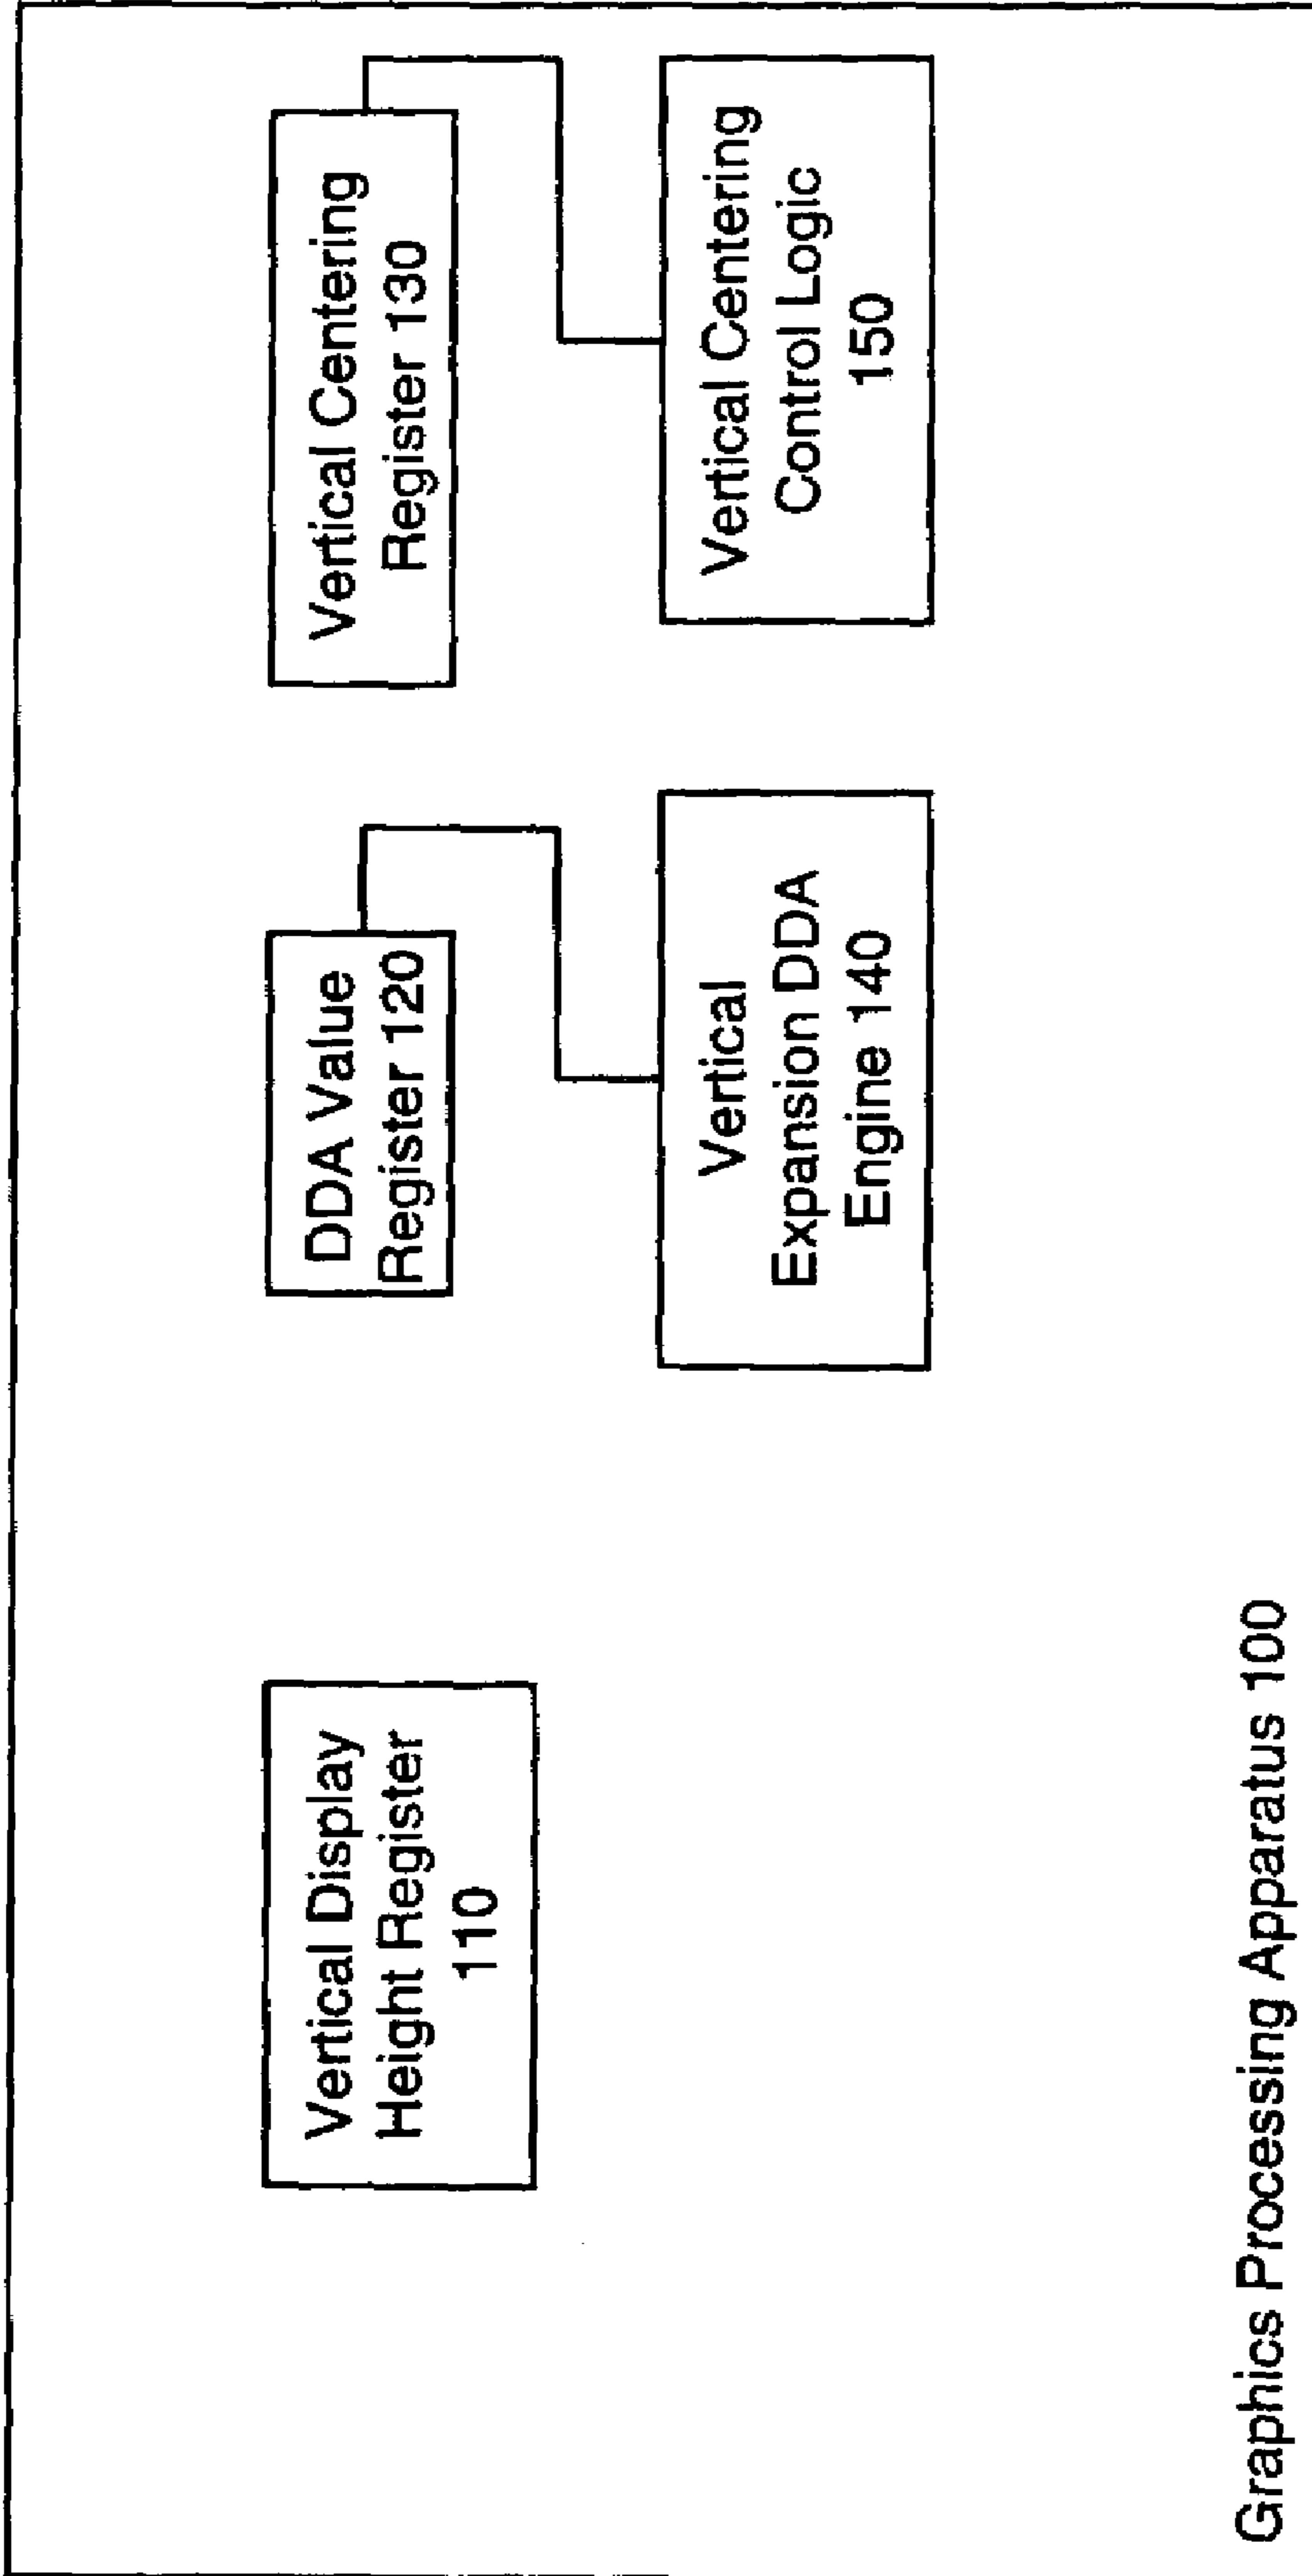 Vertical Display
Height Register
110
DDA Value
Register 120
Vertical Centering
Register 130
Vertical
Expansion DDA
Engine 140
Vertical Centering
Control Logic
150
Graphics Processing Apparatus 100